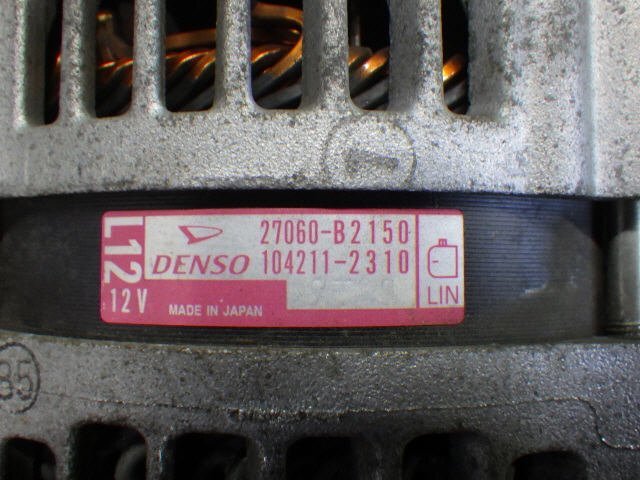 L12
27060-B2150
DENSO 104211-2310
12V
MADE IN JAPAN
LIN
85